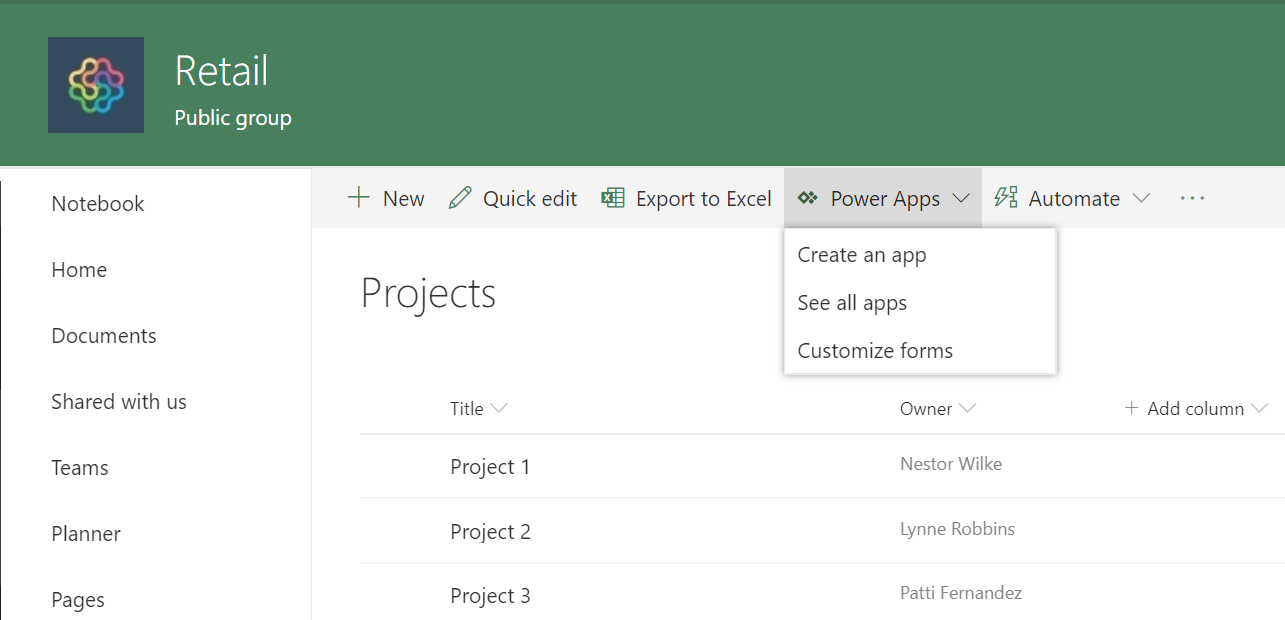 Retail
Public group
Notebook
Home
Documents
Shared with us
Teams
Planner
Pages
+ New Quick edit Export to Excel Power Apps Automate ...
Create an app
See all apps
Customize forms
Projects
Title Owner + Add column
Project 1 Nestor Wilke
Project 2 Lynne Robbins
Project 3 Patti Fernandez